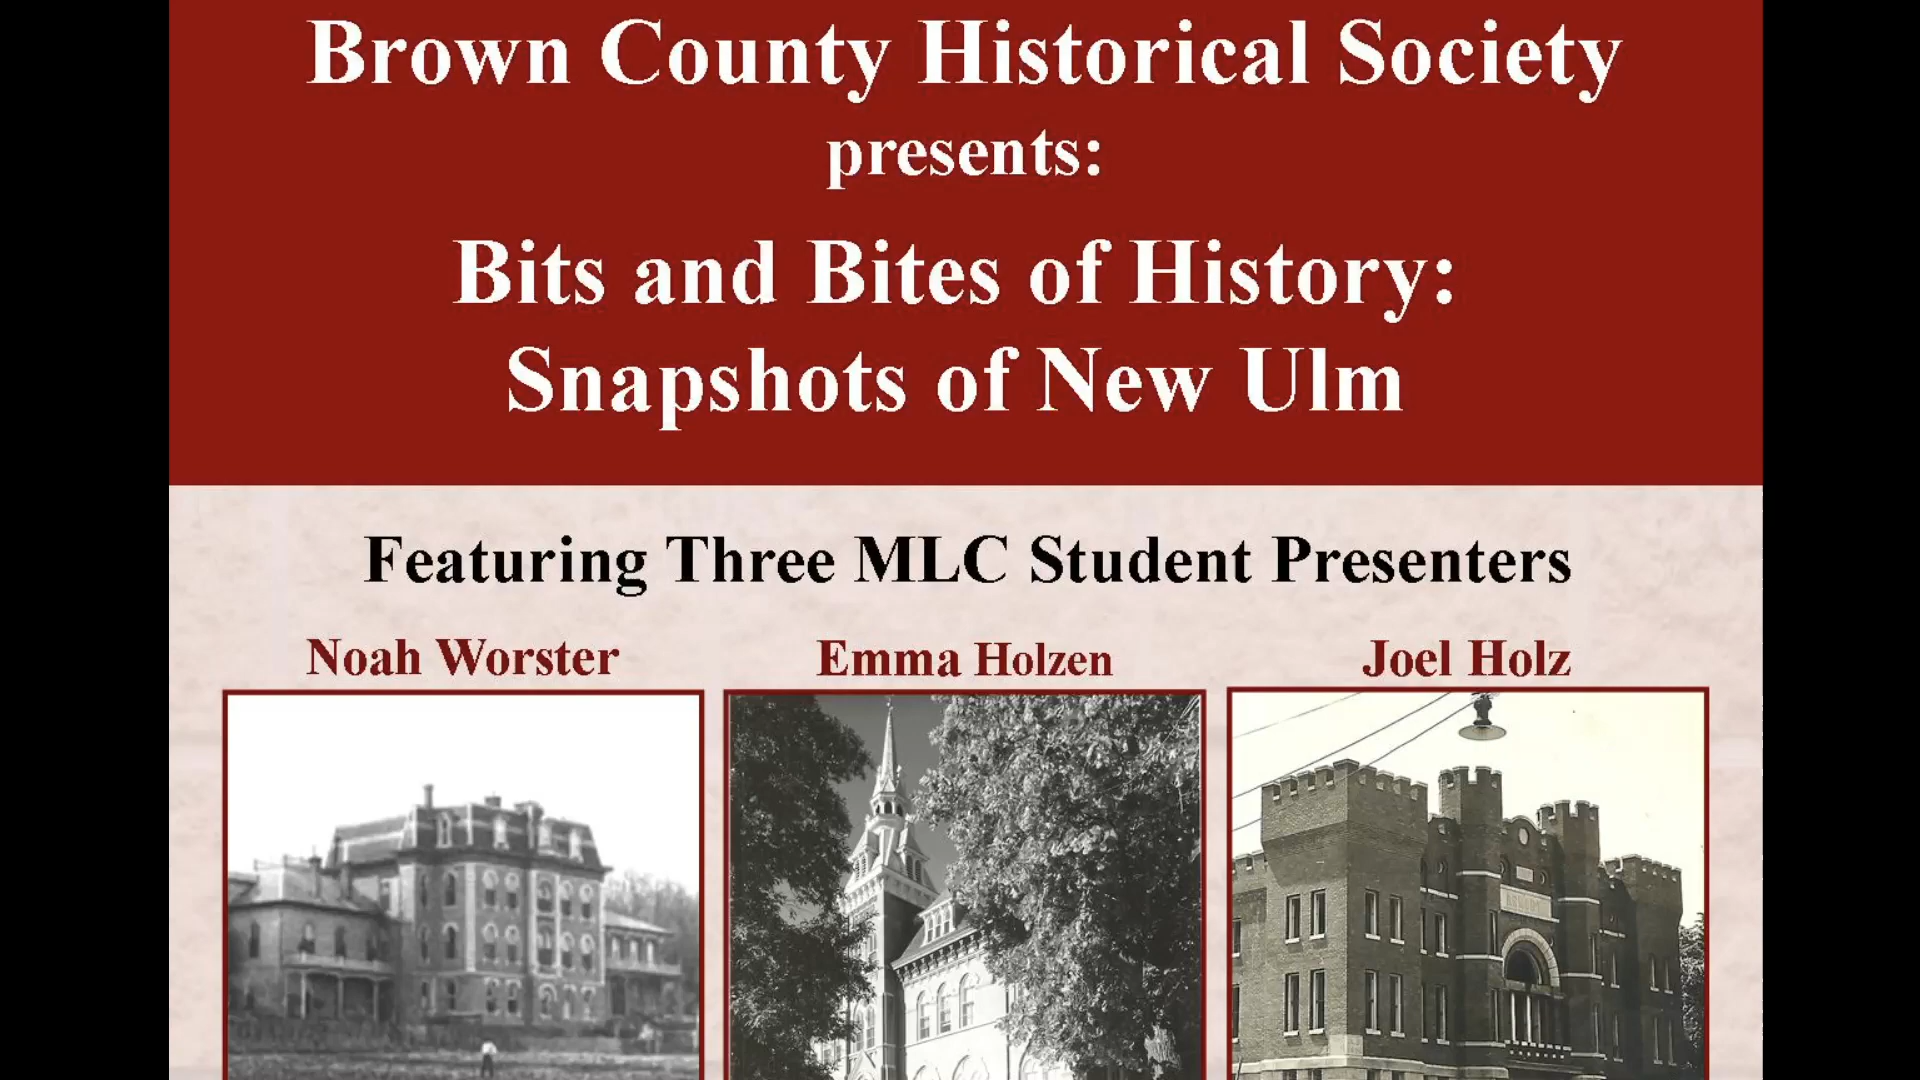 Brown County Historical Society
presents:
Bits and Bites of History:
Snapshots of New Ulm
Featuring Three MLC Student Presenters
Noah Worster
Emma Holzen
Joel Holz